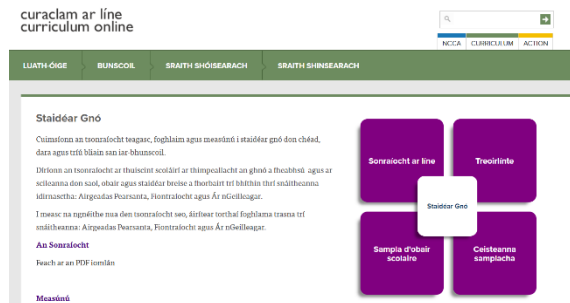 curaclam ar líne
curriculum online
NCCA CURRICULUM ACTION
LUATH-ÓIGE BUNSCOIL SRAITH SHÓISEARACH SRAITH SHINSEARACH
Staidéar Gnó
Cuimsíonn an tsonraíocht teagasc, foghlaim agus measúnú i staidéar gnó don chéad,
dara agus tríú bliain san iar-bhunscoil.
Díríonn an tsonraíocht ar thuiscint scoláirí ar thimpeallacht an ghnó a fheabhsú agus ar
scileanna don saol, obair agus staidéar breise a fhorbairt trí bhíthin thrí snáitheanna
idirnasctha: Airgeadas Pearsanta, Fiontraíocht agus Ár nGeilleagar.
I measc na ngnéithe nua den tsonraíocht seo, áirítear torthaí foghlama trasna trí
snáitheanna: Airgeadas Pearsanta, Fiontraíocht agus Ár nGeilleagar.
An Sonraíocht
Feach ar an PDF iomlán
Measúnú
Sonraíocht ar líne
Treoirlínte
Staidéar Gnó
Sampla d'obair
scoláire
Ceisteanna
samplacha